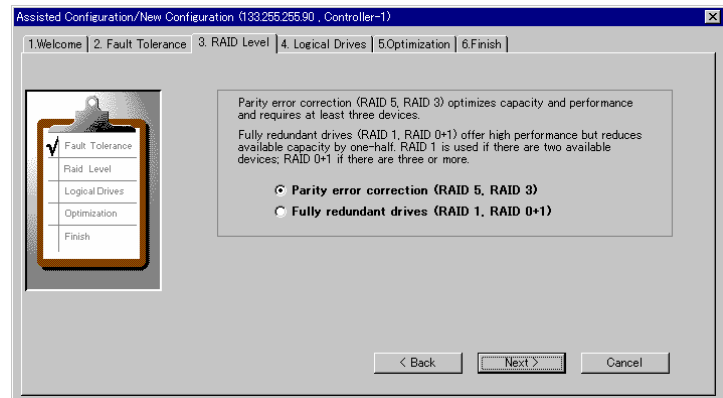 Assisted Configuration/New Configuration (133.255.255.90 , Controller-1)
1.Welcome 2. Fault Tolerance 3. RAID Level 4. Logical Drives 5.Optimization 6.Finish
Fault Tolerance
Raid Level
Logical Drives
Optimization
Finish
Parity error correction (RAID 5, RAID 3) optimizes capacity and performance
and requires at least three devices.
Fully redundant drives (RAID 1, RAID 0+1) offer high performance but reduces
available capacity by one-half. RAID 1 is used if there are two available
devices; RAID 0+1 if there are three or more.
Parity error correction (RAID 5, RAID 3)
Fully redundant drives (RAID 1, RAID 0+1)
< Back Next > Cancel